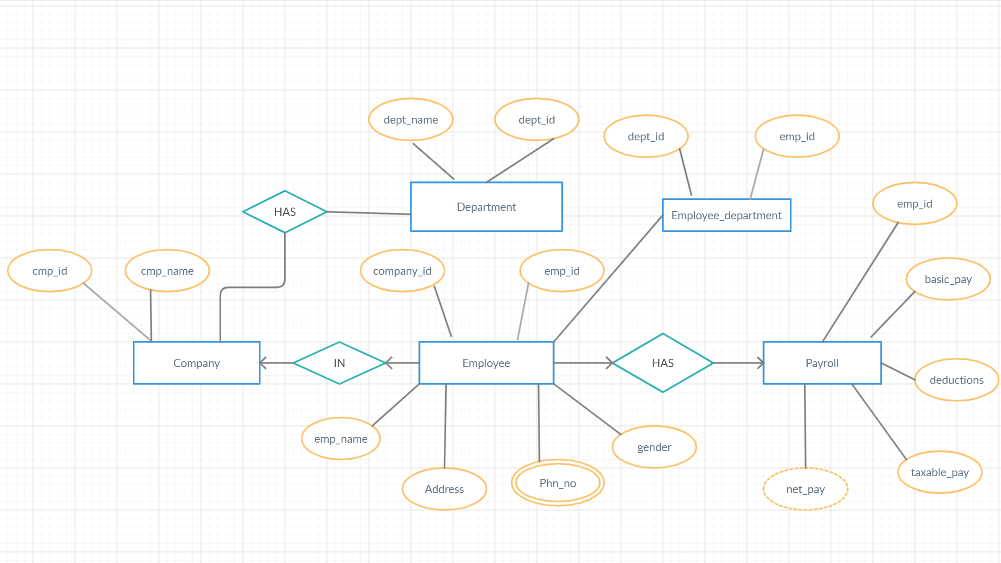 dept_name
dept_id
dept_id
emp_id
emp_id
HAS
Department
Employee_department
cmp_id
cmp_name
company_id
emp_id
basic_pay
Company
IN
Employee
HAS
Payroll
deductions
emp_name
gender
Address
Phn_no
net_pay
taxable_pay